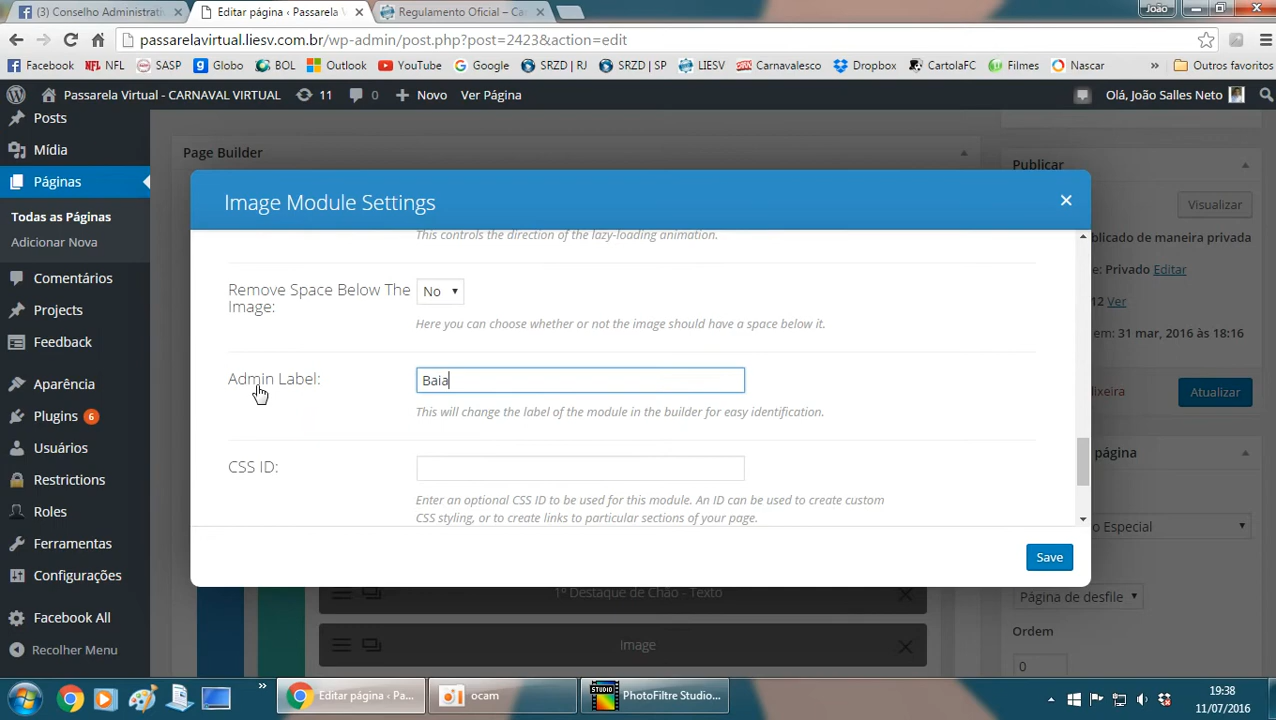 (3) Conselho Administrativ
Editar página ‹ Passarela V
Regulamento Oficial – Car
João
passarelavirtual.liesv.com.br/wp-admin/post.php?post=2423&action=edit
Facebook NFL SASP Globo BOL Outlook YouTube Google SRZD | RJ SRZD | SP LIESV Carnavalesco Dropbox CartolaFC Filmes Nascar » Outros favoritos
Passarela Virtual - CARNAVAL VIRTUAL 11 0 Novo Ver Página Olá, João Salles Neto
Posts
Mídia
Páginas
Todas as Páginas
Adicionar Nova
Comentários
Projects
Feedback
Aparência
Plugins 6
Usuários
Restrictions
Roles
Ferramentas
Configurações
Facebook All
Recolher Menu
Page Builder
Image Module Settings
This controls the direction of the lazy-loading animation.
Remove Space Below The
Image:
No
Here you can choose whether or not the image should have a space below it.
Admin Label:
Baia
This will change the label of the module in the builder for easy identification.
CSS ID:
Enter an optional CSS ID to be used for this module. An ID can be used to create custom
CSS styling, or to create links to particular sections of your page.
Save
1º Destaque de Chão - Texto
Image
Publicar
Visualizar
blicado de maneira privada
e: Privado Editar
12 Ver
em: 31 mar, 2016 às 18:16
lixeira
Atualizar
página
o Especial
Página de desfile
Ordem
0
»
Editar página ‹ Pa...
ocam
STUDIO
PhotoFiltre Studio...
19:38
11/07/2016